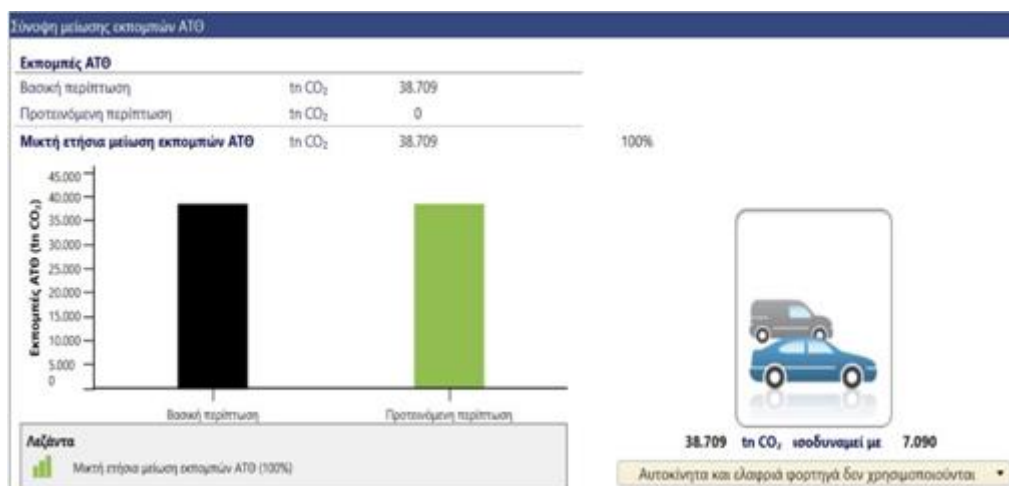 Σύνοψη μείωσης εκπομπών ΑΤΘ
Εκπομπές ΑΤΘ
Βασική περίπτωση tn CO₂ 38.709
Προτεινόμενη περίπτωση tn CO₂ 0
Μικτή ετήσια μείωση εκπομπών ΑΤΘ tn CO₂ 38.709 100%
Εκπομπές ΑΤΘ (tn CO₂)
45.000
40.000
35.000
30.000
25.000
20.000
15.000
10.000
5.000
0
Βασική περίπτωση Προτεινόμενη περίπτωση
Λεζάντα
Μικτή ετήσια μείωση εκπομπών ΑΤΘ (100%)
38.709 tn CO₂ ισοδυναμεί με 7.090
Αυτοκίνητα και ελαφριά φορτηγά δεν χρησιμοποιούνται